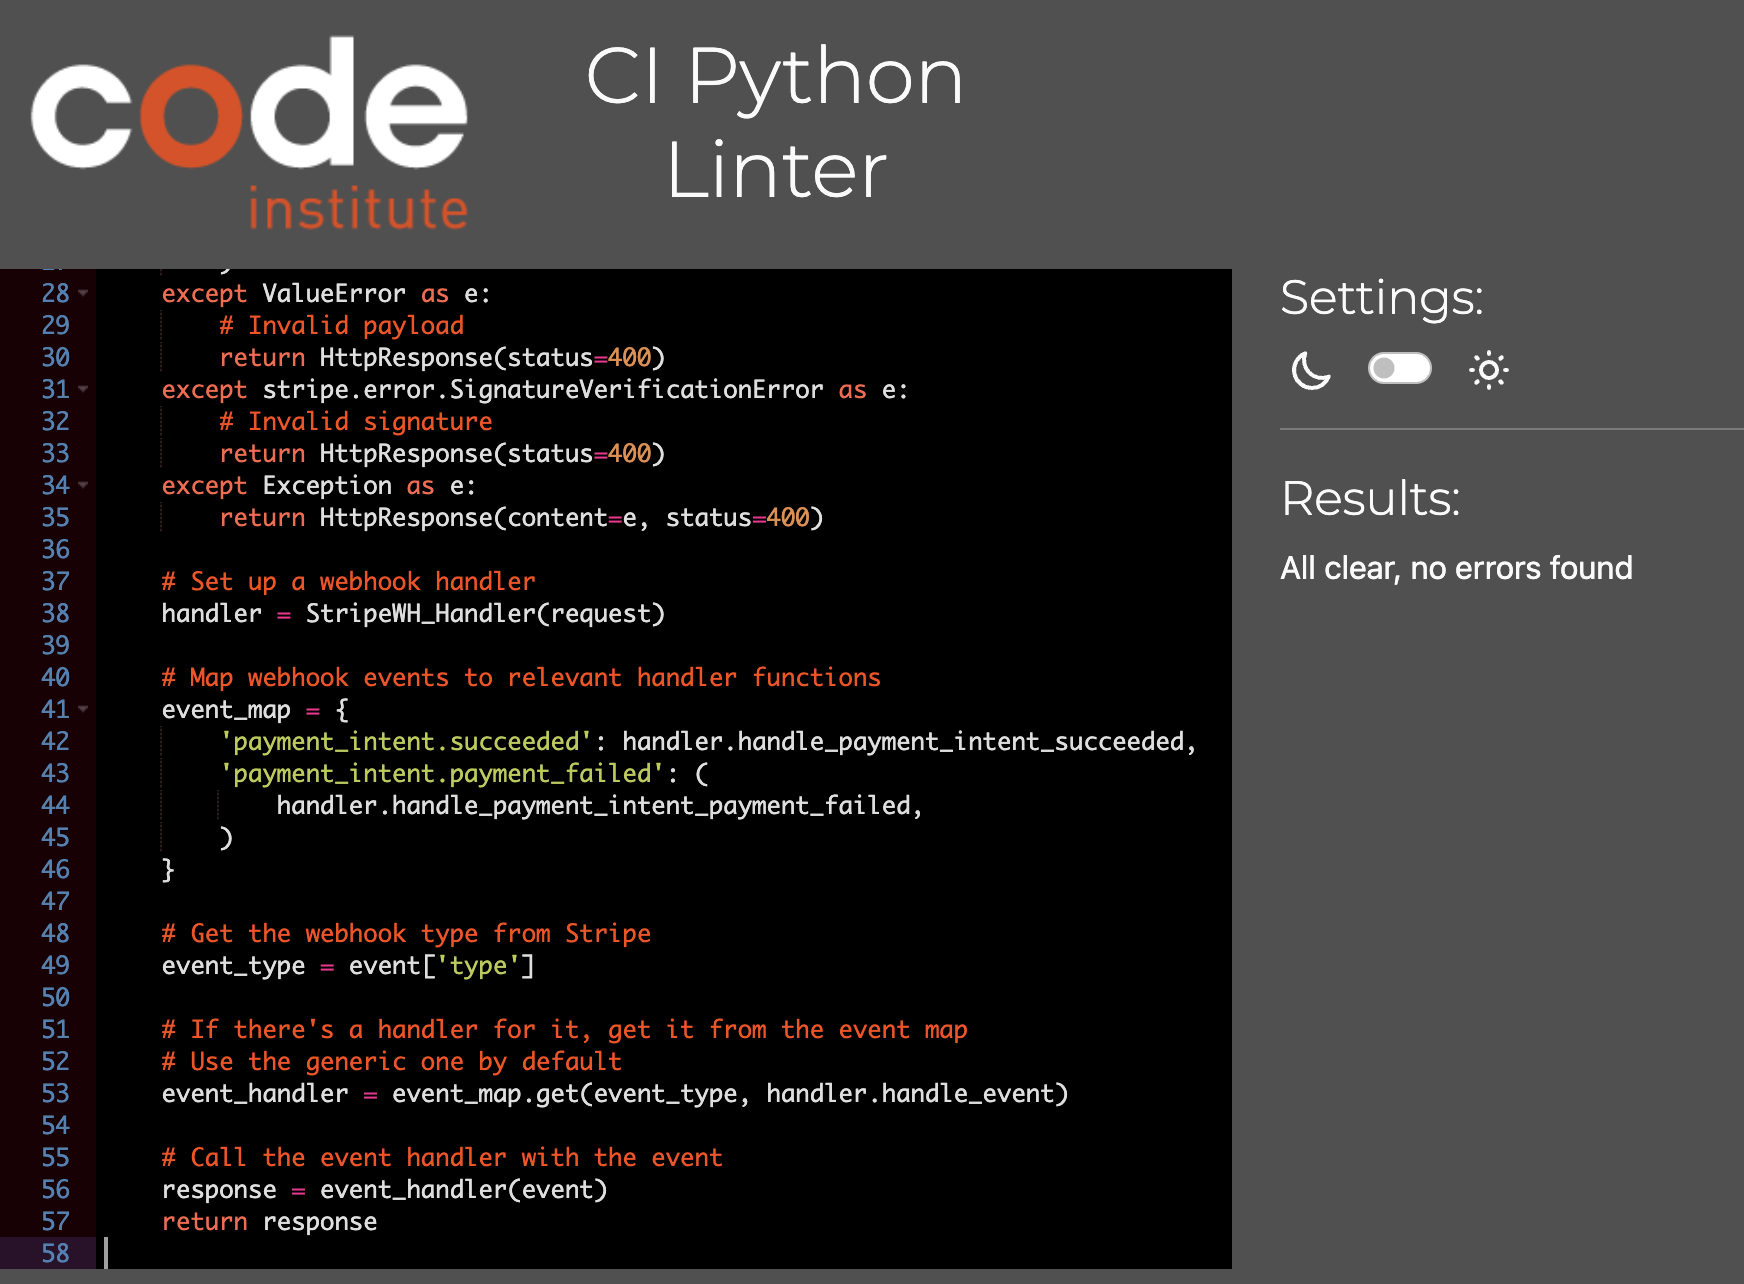 code
institute
CI Python
Linter
28 except ValueError as e:
29 # Invalid payload
30 return HttpResponse(status=400)
31 except stripe.error.SignatureVerificationError as e:
32 # Invalid signature
33 return HttpResponse(status=400)
34 except Exception as e:
35 return HttpResponse(content=e, status=400)
36
37 # Set up a webhook handler
38 handler = StripeWH_Handler(request)
39
40 # Map webhook events to relevant handler functions
41 event_map = {
42 'payment_intent.succeeded': handler.handle_payment_intent_succeeded,
43 'payment_intent.payment_failed': (
44 handler.handle_payment_intent_payment_failed,
45 )
46 }
47
48 # Get the webhook type from Stripe
49 event_type = event['type']
50
51 # If there's a handler for it, get it from the event map
52 # Use the generic one by default
53 event_handler = event_map.get(event_type, handler.handle_event)
54
55 # Call the event handler with the event
56 response = event_handler(event)
57 return response
58
Settings:
Results:
All clear, no errors found